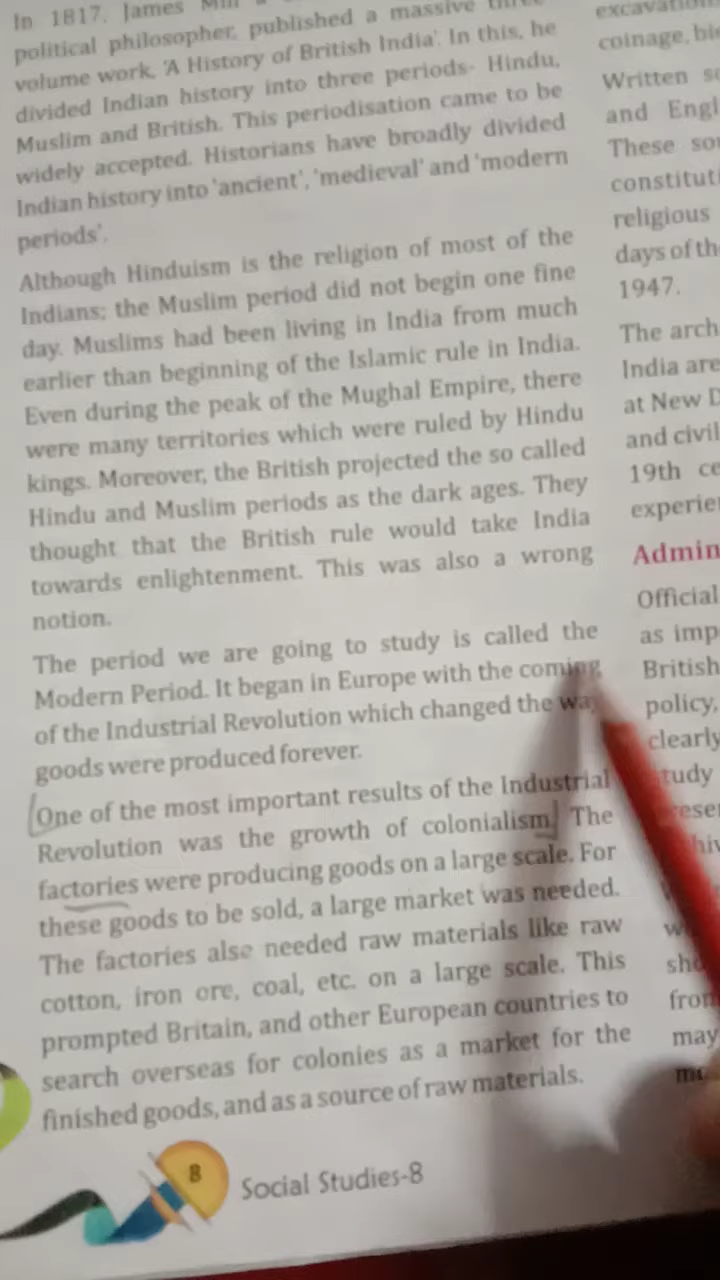 In 1817, James Mill a
political philosopher, published a massive three
volume work, 'A History of British India'. In this, he
divided Indian history into three periods- Hindu,
Muslim and British. This periodisation came to be
widely accepted. Historians have broadly divided
Indian history into 'ancient', 'medieval' and 'modern
periods'.
Although Hinduism is the religion of most of the
Indians; the Muslim period did not begin one fine
day. Muslims had been living in India from much
earlier than beginning of the Islamic rule in India.
Even during the peak of the Mughal Empire, there
were many territories which were ruled by Hindu
kings. Moreover, the British projected the so called
Hindu and Muslim periods as the dark ages. They
thought that the British rule would take India
towards enlightenment. This was also a wrong
notion.
The period we are going to study is called the
Modern Period. It began in Europe with the coming
of the Industrial Revolution which changed the way
goods were produced forever.
One of the most important results of the Industrial
Revolution was the growth of colonialism. The
factories were producing goods on a large scale. For
these goods to be sold, a large market was needed.
The factories also needed raw materials like raw
cotton, iron ore, coal, etc. on a large scale. This
prompted Britain, and other European countries to
search overseas for colonies as a market for the
finished goods, and as a source of raw materials.
8 Social Studies-8
coinage,
Written
and
These
religious
days of
1947.
The
India are
at New
and
19th
Official
as
British
policy,
clearly
study
from
may